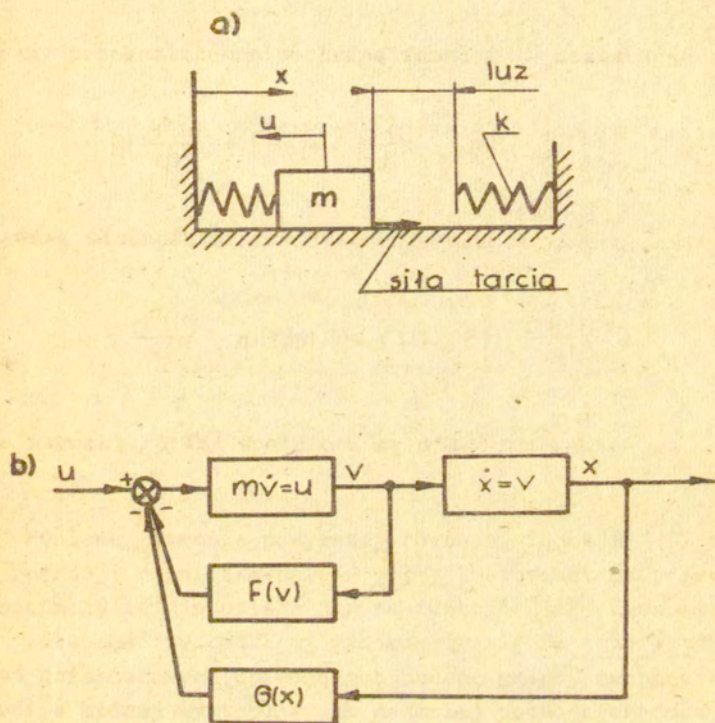 a)
x
luz
u
k
m
siła tarcia
b)
u
+
mv̇=u
v
ẋ=v
x
-
-
F(v)
G(x)